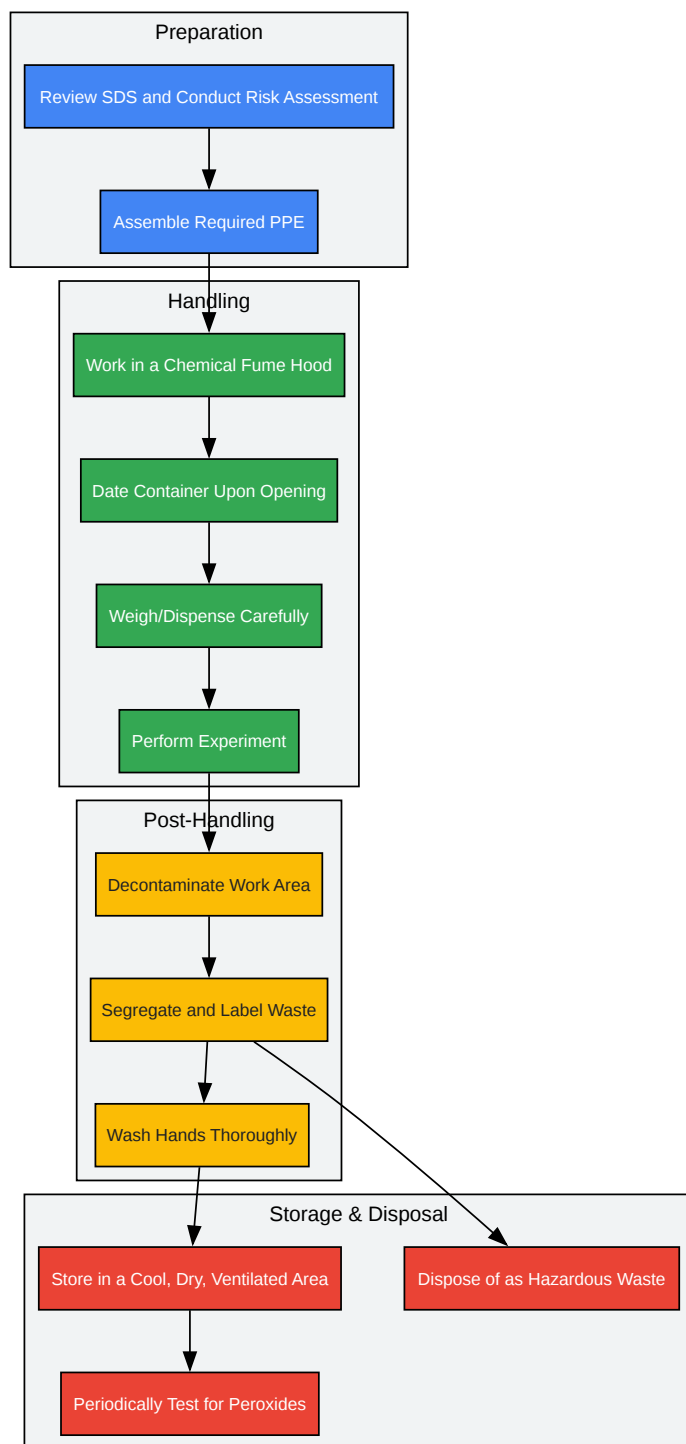 Preparation
Review SDS and Conduct Risk Assessment
Assemble Required PPE
Handling
Work in a Chemical Fume Hood
Date Container Upon Opening
Weigh/Dispense Carefully
Perform Experiment
Post-Handling
Decontaminate Work Area
Segregate and Label Waste
Wash Hands Thoroughly
Storage & Disposal
Store in a Cool, Dry, Ventilated Area
Dispose of as Hazardous Waste
Periodically Test for Peroxides